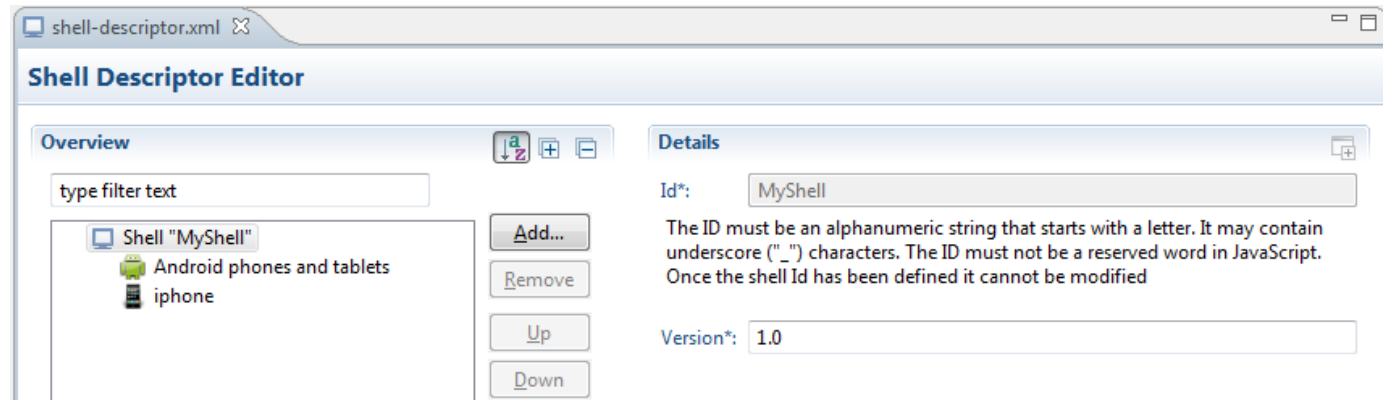 shell-descriptor.xml
Shell Descriptor Editor
Overview
type filter text
Shell "MyShell"
Android phones and tablets
iphone
Add...
Remove
Up
Down
Details
Id*: MyShell
The ID must be an alphanumeric string that starts with a letter. It may contain
underscore ("_") characters. The ID must not be a reserved word in JavaScript.
Once the shell Id has been defined it cannot be modified
Version*: 1.0